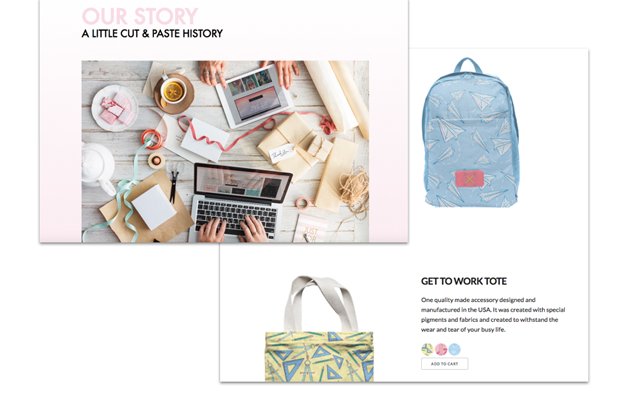 OUR STORY
A LITTLE CUT & PASTE HISTORY
GET TO WORK TOTE
One quality made accessory designed and
manufactured in the USA. It was created with special
pigments and fabrics and created to withstand the
wear and tear of your busy life.
ADD TO CART